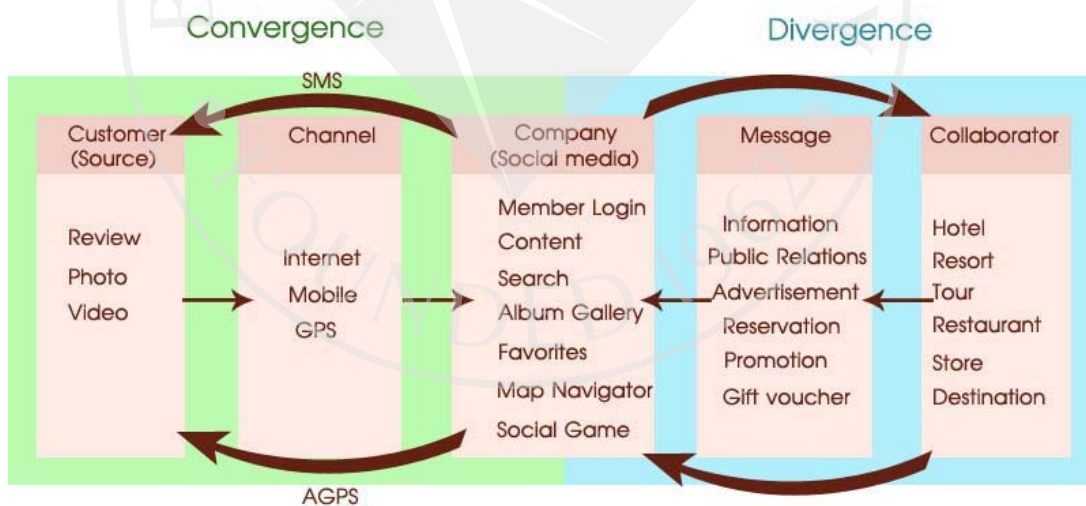 Convergence
Divergence
SMS
Customer
(Source)
Channel
Company
(Social media)
Message
Collaborator
Review
Photo
Video
Internet
Mobile
GPS
Member Login
Content
Search
Album Gallery
Favorites
Map Navigator
Social Game
Information
Public Relations
Advertisement
Reservation
Promotion
Gift voucher
Hotel
Resort
Tour
Restaurant
Store
Destination
AGPS